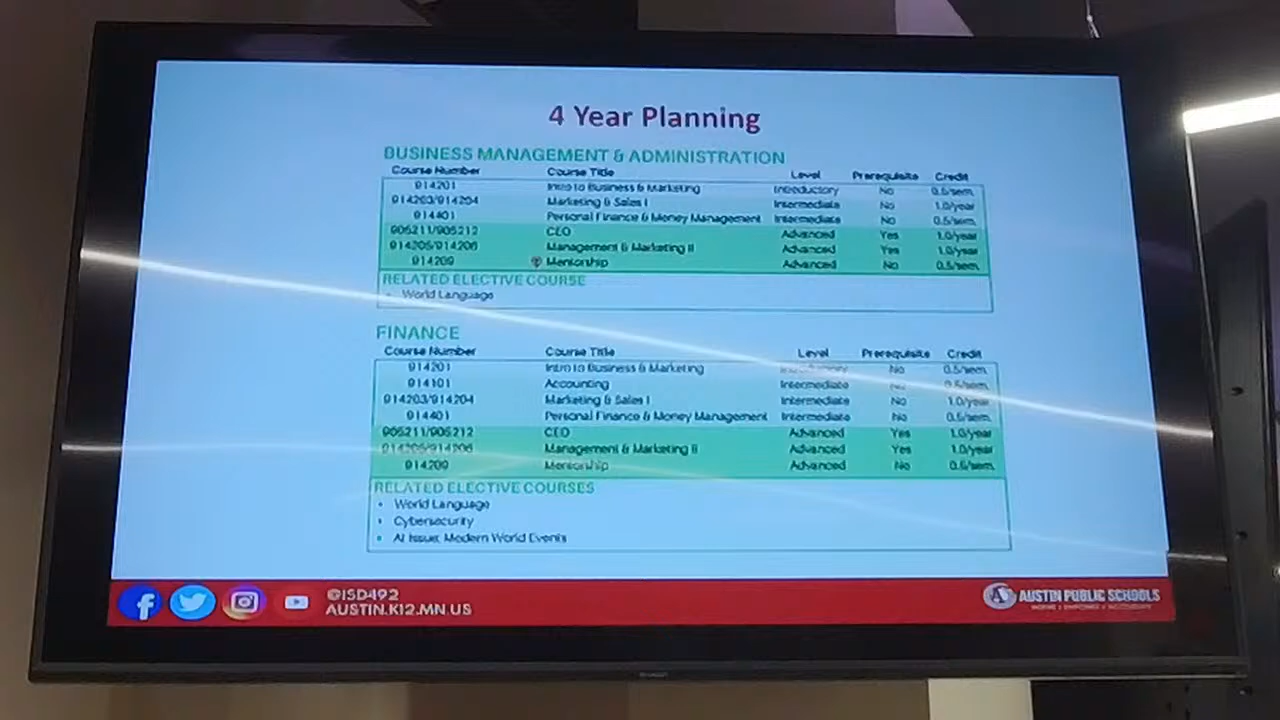 4 Year Planning
BUSINESS MANAGEMENT & ADMINISTRATION
Course Number Course Title Level Prerequisite Credit
914201 Intro to Business & Marketing Introductory No 0.5/sem.
914203/914204 Marketing & Sales I Intermediate No 1.0/year
914401 Personal Finance & Money Management Intermediate No 0.5/sem.
905211/905212 CEO Advanced Yes 1.0/year
914205/914206 Management & Marketing II Advanced Yes 1.0/year
914209 Mentorship Advanced No 0.5/sem.
RELATED ELECTIVE COURSE
• World Language
FINANCE
Course Number Course Title Level Prerequisite Credit
914201 Intro to Business & Marketing Introductory No 0.5/sem.
914101 Accounting Intermediate No 0.5/sem.
914203/914204 Marketing & Sales I Intermediate No 1.0/year
914401 Personal Finance & Money Management Intermediate No 0.5/sem.
905211/905212 CEO Advanced Yes 1.0/year
914205/914206 Management & Marketing II Advanced Yes 1.0/year
914209 Mentorship Advanced No 0.5/sem.
RELATED ELECTIVE COURSES
• World Language
• Cybersecurity
• AI Issue; Modern World Events
@ISD492
AUSTIN.K12.MN.US
AUSTIN PUBLIC SCHOOLS